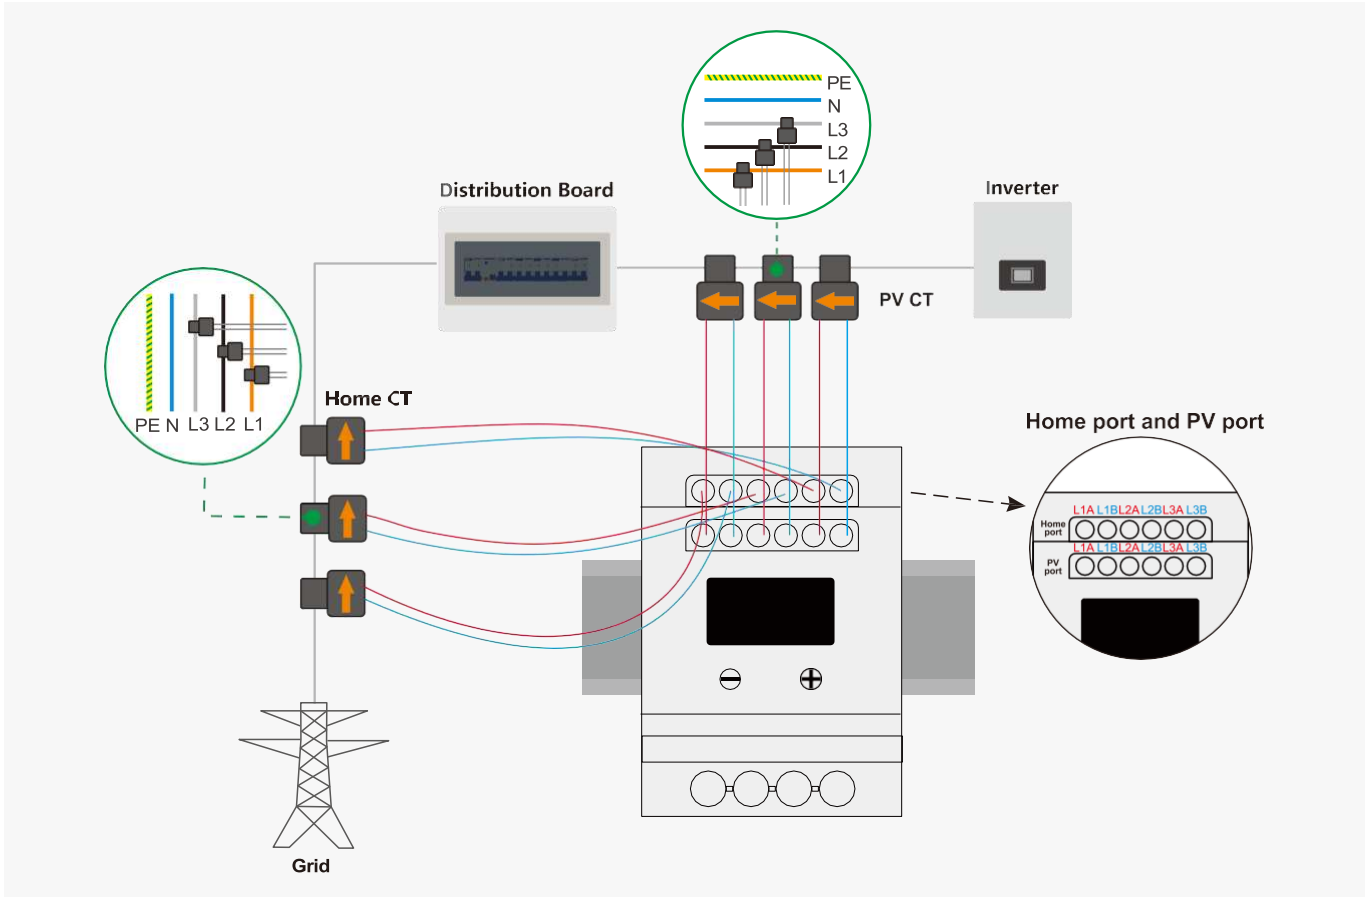 PE
N
L3
L2
L1
Distribution Board
Inverter
PV CT
Home CT
PE N L3 L2 L1
Home port and PV port
L1A L1B L2A L2B L3A L3B
Home
port
L1A L1B L2A L2B L3A L3B
PV
port
Grid